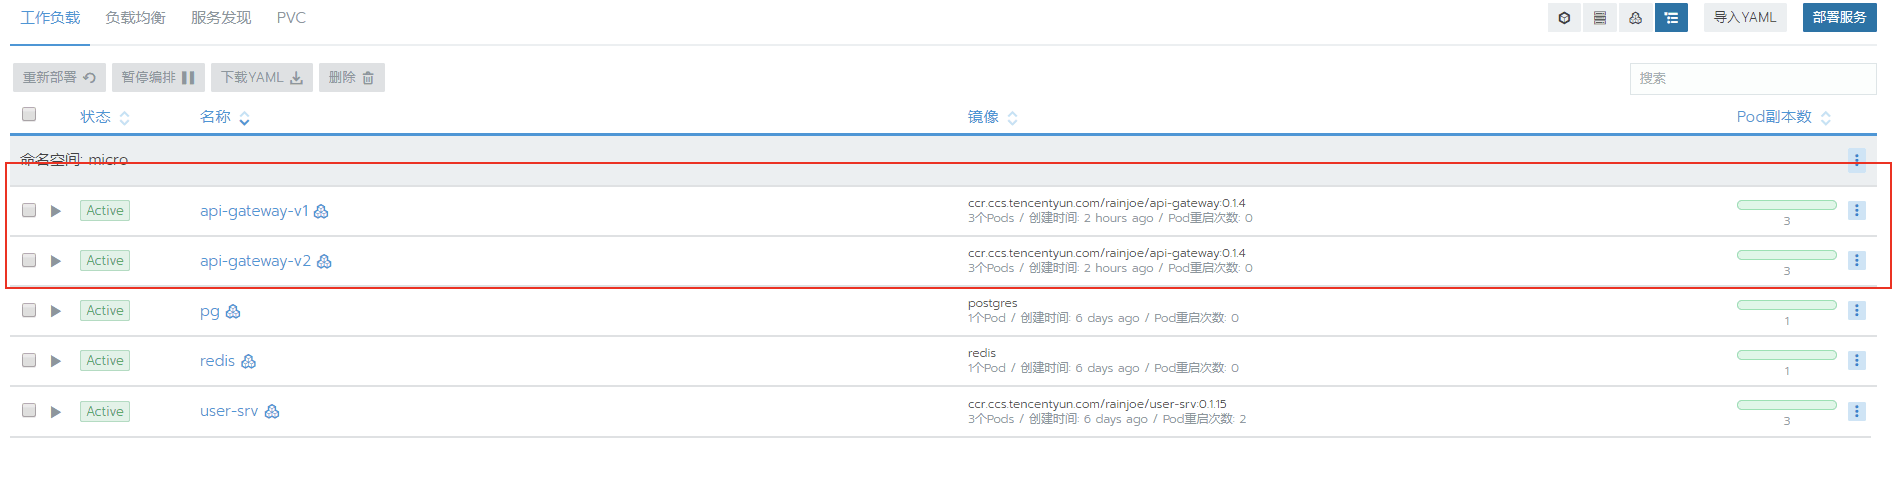 工作负载 负载均衡 服务发现 PVC 导入YAML 部署服务
重新部署 暂停编排 下载YAML 删除 搜索
状态 名称 镜像 Pod副本数
命名空间: micro
Active api-gateway-v1 ccr.ccs.tencentyun.com/rainjoe/api-gateway:0.1.4
3个Pods / 创建时间: 2 hours ago / Pod重启次数: 0 3
Active api-gateway-v2 ccr.ccs.tencentyun.com/rainjoe/api-gateway:0.1.4
3个Pods / 创建时间: 2 hours ago / Pod重启次数: 0 3
Active pg postgres
1个Pod / 创建时间: 6 days ago / Pod重启次数: 0 1
Active redis redis
1个Pod / 创建时间: 6 days ago / Pod重启次数: 0 1
Active user-srv ccr.ccs.tencentyun.com/rainjoe/user-srv:0.1.15
3个Pods / 创建时间: 6 days ago / Pod重启次数: 2 3